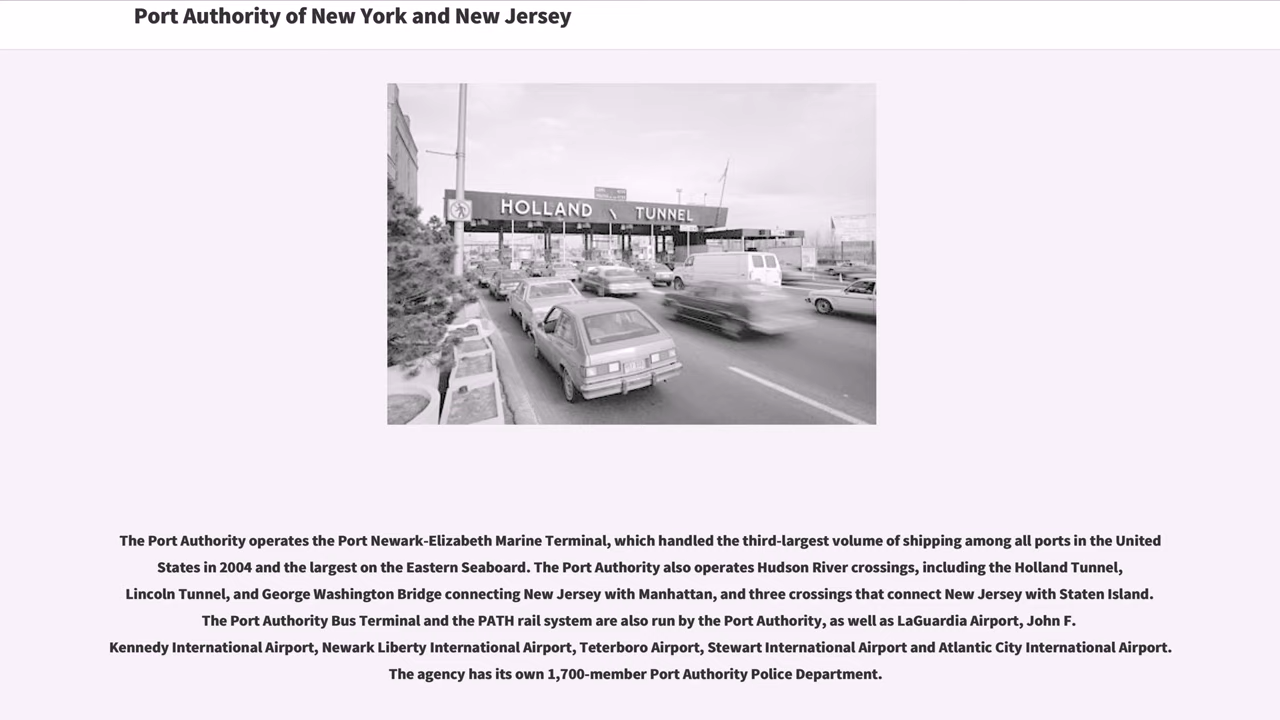 Port Authority of New York and New Jersey
HOLLAND TUNNEL
The Port Authority operates the Port Newark-Elizabeth Marine Terminal, which handled the third-largest volume of shipping among all ports in the United
States in 2004 and the largest on the Eastern Seaboard. The Port Authority also operates Hudson River crossings, including the Holland Tunnel,
Lincoln Tunnel, and George Washington Bridge connecting New Jersey with Manhattan, and three crossings that connect New Jersey with Staten Island.
The Port Authority Bus Terminal and the PATH rail system are also run by the Port Authority, as well as LaGuardia Airport, John F.
Kennedy International Airport, Newark Liberty International Airport, Teterboro Airport, Stewart International Airport and Atlantic City International Airport.
The agency has its own 1,700-member Port Authority Police Department.